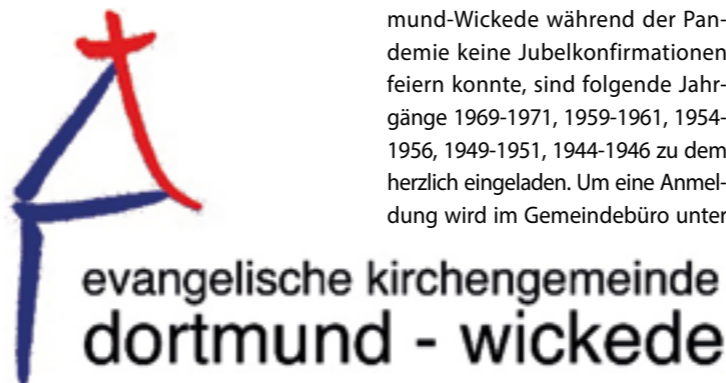 mund-Wickede während der Pan-
demie keine Jubelkonfirmationen
feiern konnte, sind folgende Jahr-
gänge 1969-1971, 1959-1961, 1954-
1956, 1949-1951, 1944-1946 zu dem
herzlich eingeladen. Um eine Anmel-
dung wird im Gemeindebüro unter
evangelische kirchengemeinde
dortmund - wickede